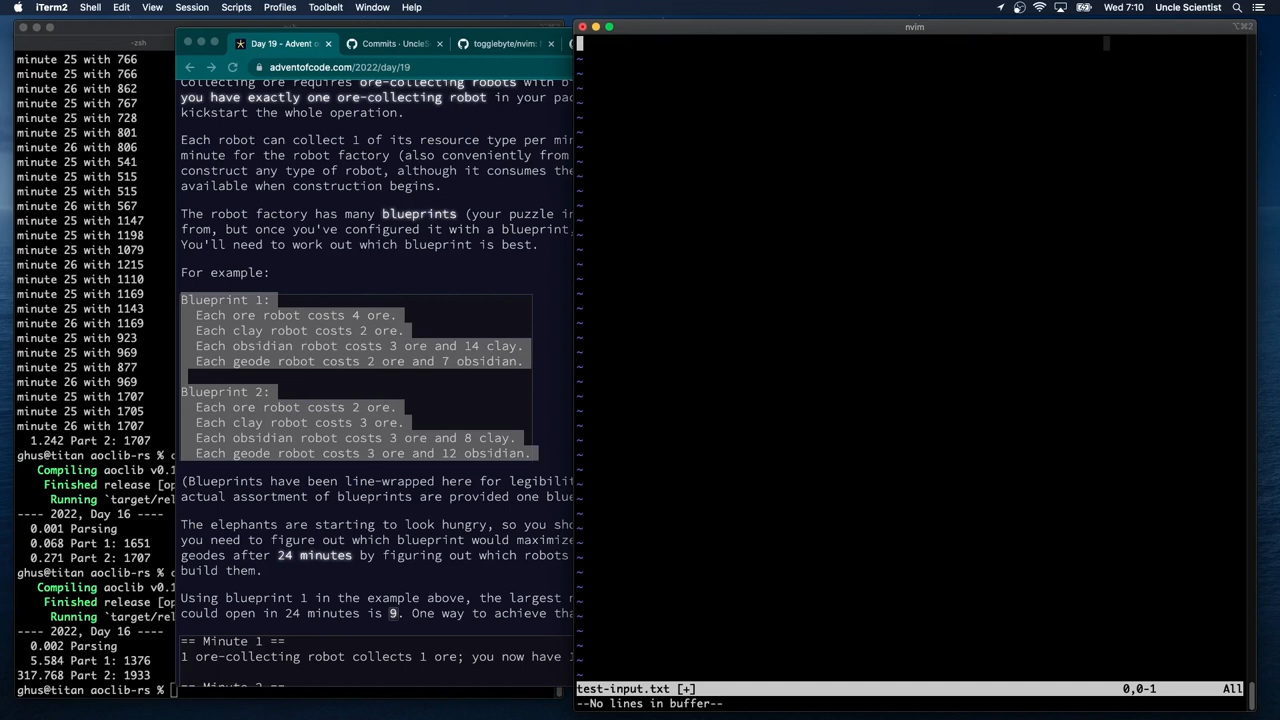 iTerm2 Shell Edit View Session Scripts Profiles Toolbelt Window Help Wed 7:10 Uncle Scientist
-zsh
minute 25 with 766
minute 25 with 766
minute 26 with 862
minute 25 with 767
minute 25 with 728
minute 25 with 801
minute 26 with 806
minute 25 with 541
minute 25 with 515
minute 25 with 515
minute 26 with 567
minute 25 with 1147
minute 25 with 1198
minute 25 with 1079
minute 26 with 1215
minute 25 with 1110
minute 25 with 1169
minute 25 with 1143
minute 26 with 1169
minute 25 with 923
minute 25 with 969
minute 25 with 877
minute 26 with 969
minute 25 with 1707
minute 25 with 1705
minute 26 with 1707
1.242 Part 2: 1707
ghus@titan aoclib-rs % c
Compiling aoclib v0.1
Finished release [op
Running `target/rel
---- 2022, Day 16 ----
0.001 Parsing
0.068 Part 1: 1651
0.271 Part 2: 1707
ghus@titan aoclib-rs % c
Compiling aoclib v0.1
Finished release [op
Running `target/rel
---- 2022, Day 16 ----
0.002 Parsing
5.584 Part 1: 1376
317.768 Part 2: 1933
ghus@titan aoclib-rs %
Day 19 - Advent o
Commits · UncleS
togglebyte/nvim: M
adventofcode.com/2022/day/19
Collecting ore requires ore-collecting robots with b
you have exactly one ore-collecting robot in your pac
kickstart the whole operation.
Each robot can collect 1 of its resource type per min
minute for the robot factory (also conveniently from
construct any type of robot, although it consumes the
available when construction begins.
The robot factory has many blueprints (your puzzle in
from, but once you've configured it with a blueprint,
You'll need to work out which blueprint is best.
For example:
Blueprint 1:
Each ore robot costs 4 ore.
Each clay robot costs 2 ore.
Each obsidian robot costs 3 ore and 14 clay.
Each geode robot costs 2 ore and 7 obsidian.
Blueprint 2:
Each ore robot costs 2 ore.
Each clay robot costs 3 ore.
Each obsidian robot costs 3 ore and 8 clay.
Each geode robot costs 3 ore and 12 obsidian.
(Blueprints have been line-wrapped here for legibilit
actual assortment of blueprints are provided one blue
The elephants are starting to look hungry, so you sho
you need to figure out which blueprint would maximize
geodes after 24 minutes by figuring out which robots
build them.
Using blueprint 1 in the example above, the largest n
could open in 24 minutes is 9. One way to achieve tha
== Minute 1 ==
1 ore-collecting robot collects 1 ore; you now have 1
== Minute 2 ==
nvim
⌥⌘2
test-input.txt [+] 0,0-1 All
--No lines in buffer--